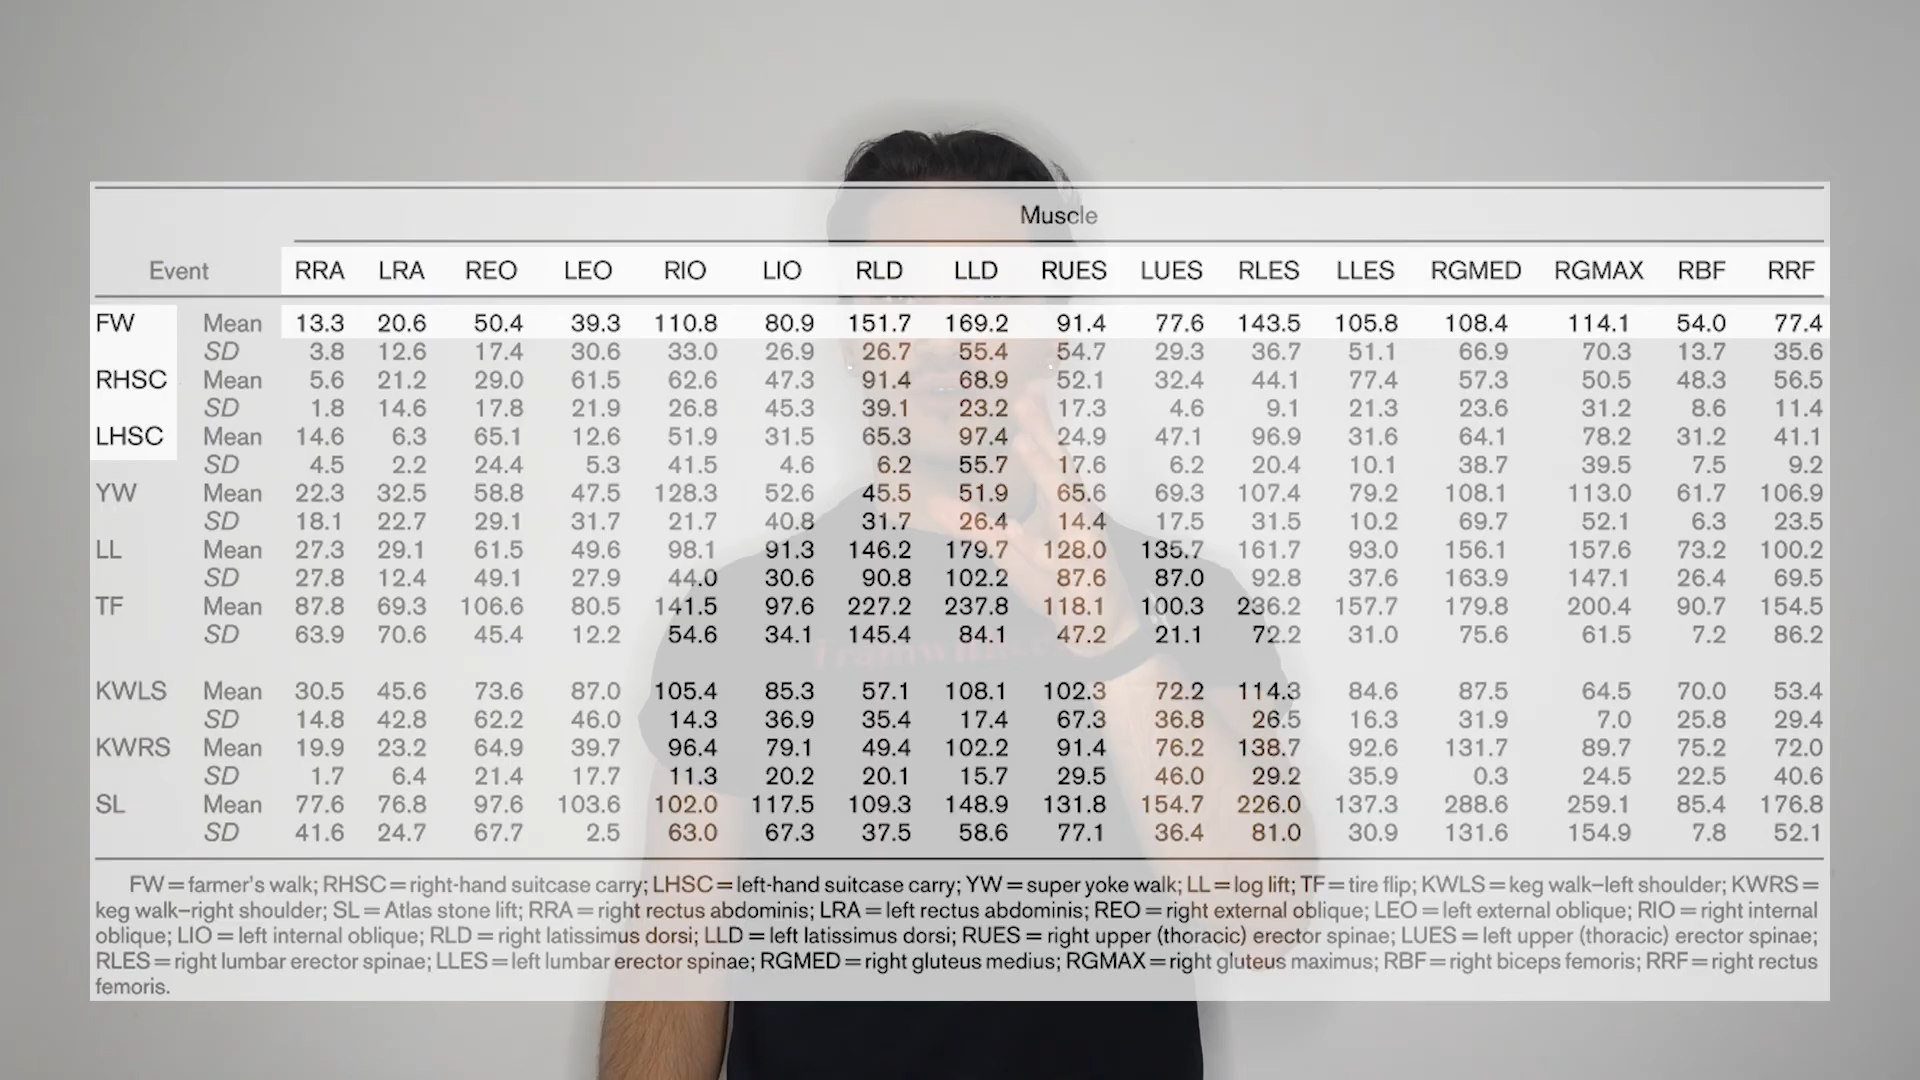 Muscle
Event RRA LRA REO LEO RIO LIO RLD LLD RUES LUES RLES LLES RGMED RGMAX RBF RRF
FW Mean 13.3 20.6 50.4 39.3 110.8 80.9 151.7 169.2 91.4 77.6 143.5 105.8 108.4 114.1 54.0 77.4
SD 3.8 12.6 17.4 30.6 33.0 26.9 26.7 55.4 54.7 29.3 36.7 51.1 66.9 70.3 13.7 35.6
RHSC Mean 5.6 21.2 29.0 61.5 62.6 47.3 91.4 68.9 52.1 32.4 44.1 77.4 57.3 50.5 48.3 56.5
SD 1.8 14.6 17.8 21.9 26.8 45.3 39.1 23.2 17.3 4.6 9.1 21.3 23.6 31.2 8.6 11.4
LHSC Mean 14.6 6.3 65.1 12.6 51.9 31.5 65.3 97.4 24.9 47.1 96.9 31.6 64.1 78.2 31.2 41.1
SD 4.5 2.2 24.4 5.3 41.5 4.6 6.2 55.7 17.6 6.2 20.4 10.1 38.7 39.5 7.5 9.2
YW Mean 22.3 32.5 58.8 47.5 128.3 52.6 45.5 51.9 65.6 69.3 107.4 79.2 108.1 113.0 61.7 106.9
SD 18.1 22.7 29.1 31.7 21.7 40.8 31.7 26.4 14.4 17.5 31.5 10.2 69.7 52.1 6.3 23.5
LL Mean 27.3 29.1 61.5 49.6 98.1 91.3 146.2 179.7 128.0 135.7 161.7 93.0 156.1 157.6 73.2 100.2
SD 27.8 12.4 49.1 27.9 44.0 30.6 90.8 102.2 87.6 87.0 92.8 37.6 163.9 147.1 26.4 69.5
TF Mean 87.8 69.3 106.6 80.5 141.5 97.6 227.2 237.8 118.1 100.3 236.2 157.7 179.8 200.4 90.7 154.5
SD 63.9 70.6 45.4 12.2 54.6 34.1 145.4 84.1 47.2 21.1 72.2 31.0 75.6 61.5 7.2 86.2
KWLS Mean 30.5 45.6 73.6 87.0 105.4 85.3 57.1 108.1 102.3 72.2 114.3 84.6 87.5 64.5 70.0 53.4
SD 14.8 42.8 62.2 46.0 14.3 36.9 35.4 17.4 67.3 36.8 26.5 16.3 31.9 7.0 25.8 29.4
KWRS Mean 19.9 23.2 64.9 39.7 96.4 79.1 49.4 102.2 91.4 76.2 138.7 92.6 131.7 89.7 75.2 72.0
SD 1.7 6.4 21.4 17.7 11.3 20.2 20.1 15.7 29.5 46.0 29.2 35.9 0.3 24.5 22.5 40.6
SL Mean 77.6 76.8 97.6 103.6 102.0 117.5 109.3 148.9 131.8 154.7 226.0 137.3 288.6 259.1 85.4 176.8
SD 41.6 24.7 67.7 2.5 63.0 67.3 37.5 58.6 77.1 36.4 81.0 30.9 131.6 154.9 7.8 52.1
FW = farmer's walk; RHSC = right-hand suitcase carry; LHSC = left-hand suitcase carry; YW = super yoke walk; LL = log lift; TF = tire flip; KWLS = keg walk–left shoulder; KWRS =
keg walk–right shoulder; SL = Atlas stone lift; RRA = right rectus abdominis; LRA = left rectus abdominis; REO = right external oblique; LEO = left external oblique; RIO = right internal
oblique; LIO = left internal oblique; RLD = right latissimus dorsi; LLD = left latissimus dorsi; RUES = right upper (thoracic) erector spinae; LUES = left upper (thoracic) erector spinae;
RLES = right lumbar erector spinae; LLES = left lumbar erector spinae; RGMED = right gluteus medius; RGMAX = right gluteus maximus; RBF = right biceps femoris; RRF = right rectus
femoris.